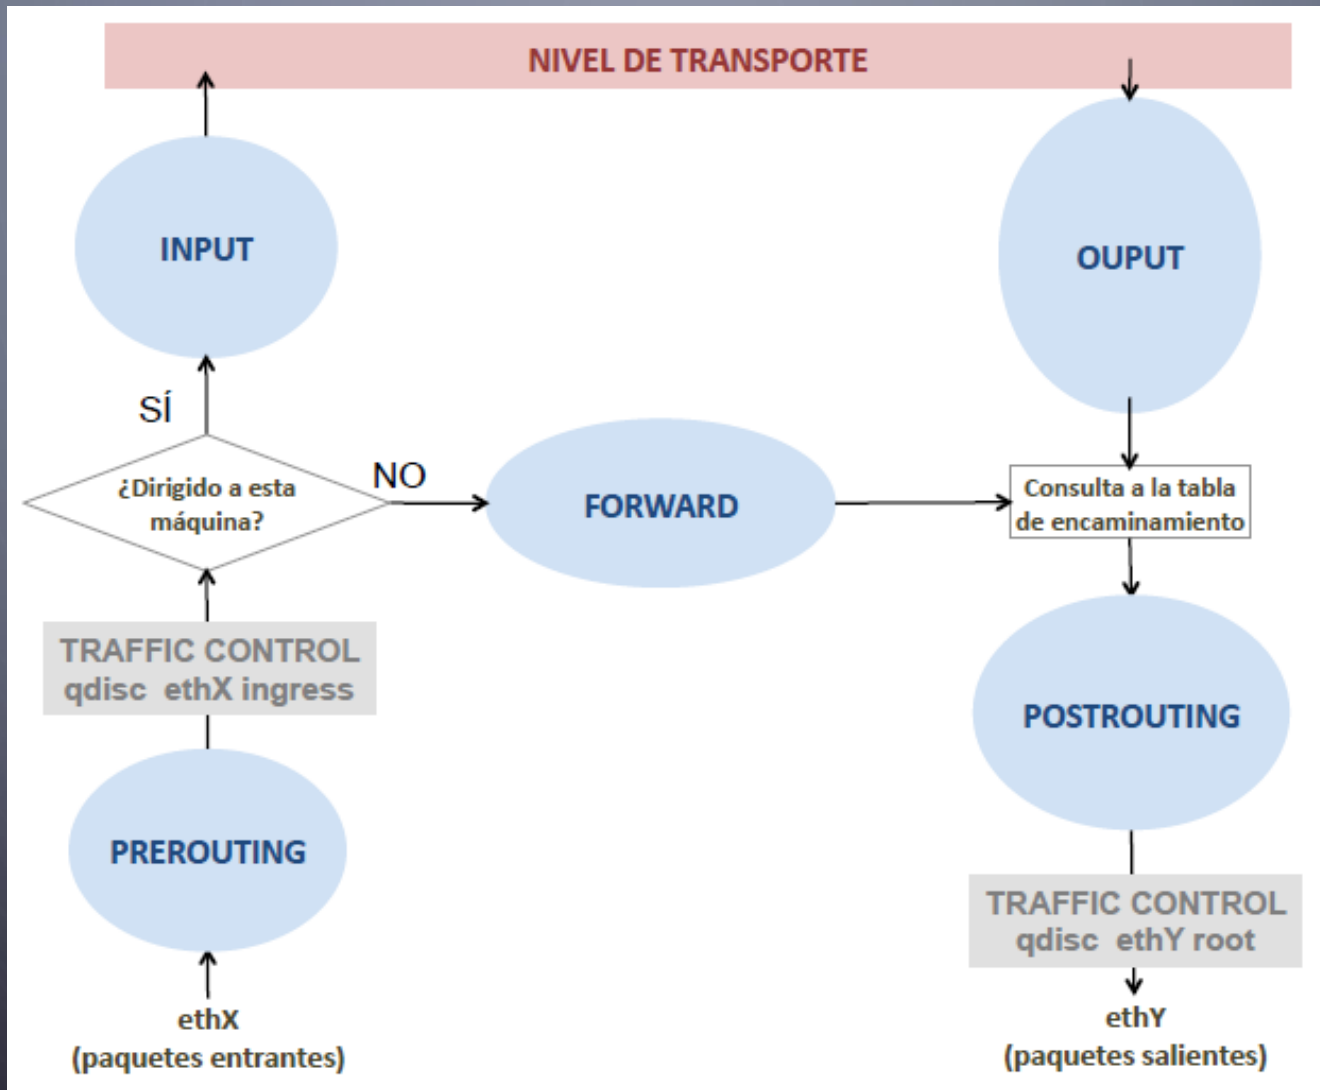 NIVEL DE TRANSPORTE
INPUT
OUPUT
SÍ
¿Dirigido a esta
máquina?
NO
FORWARD
Consulta a la tabla
de encaminamiento
TRAFFIC CONTROL
qdisc ethX ingress
POSTROUTING
PREROUTING
TRAFFIC CONTROL
qdisc ethY root
ethX
(paquetes entrantes)
ethY
(paquetes salientes)